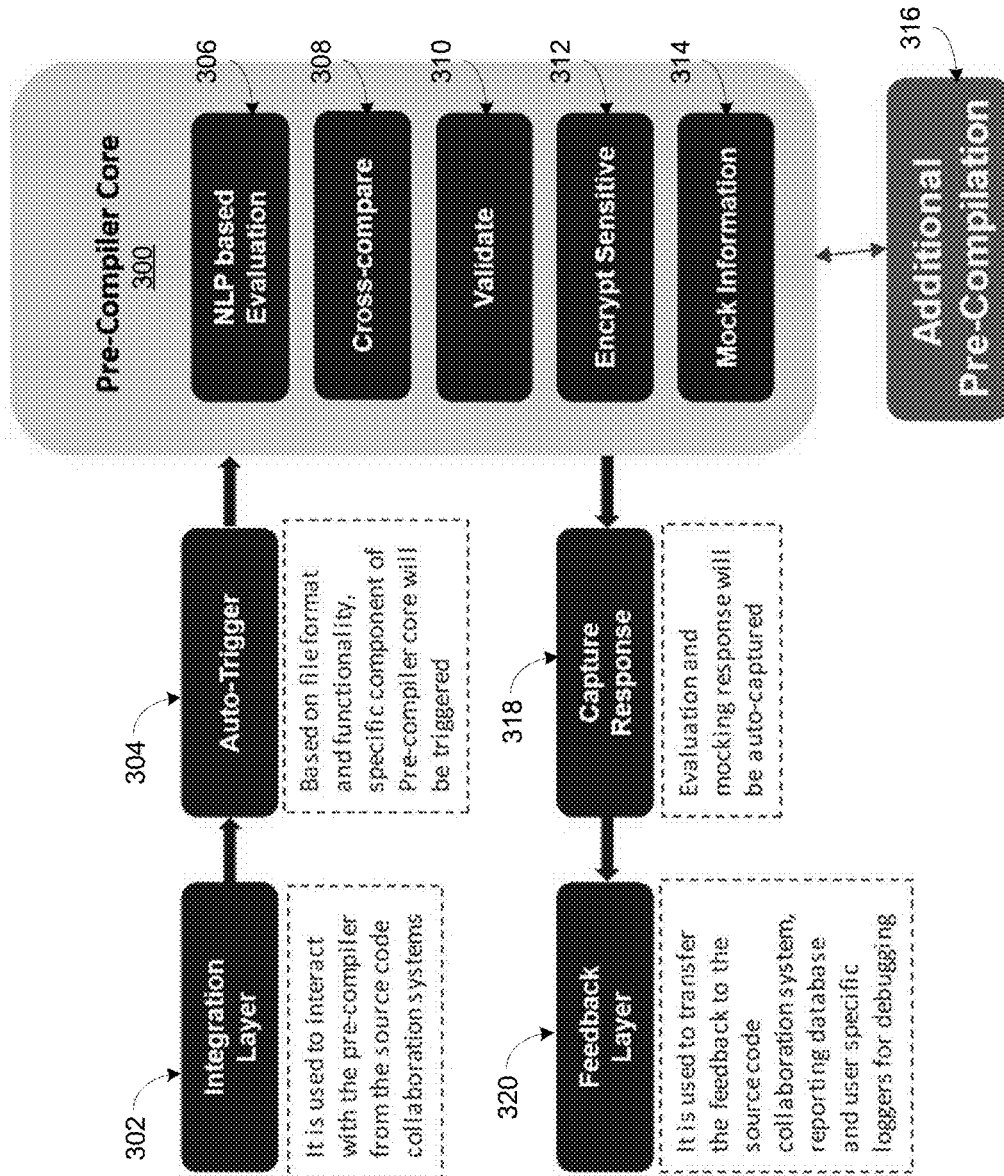 302
Integration
Layer
It is used to interact
with the pre-compiler
from the source code
collaboration systems
304
Auto-Trigger
Based on file format
and functionality,
specific component of
Pre-compiler core will
be triggered
Pre-Compiler Core
300
NLP based
Evaluation
306
Cross-compare
308
Validate
310
Encrypt Sensitive
312
Mock Information
314
Additional
Pre-Compilation
316
318
Capture
Response
Evaluation and
mocking response will
be auto-captured
320
Feedback
Layer
It is used to transfer
the feedback to the
source code
collaboration system,
reporting database
and user specific
loggers for debugging